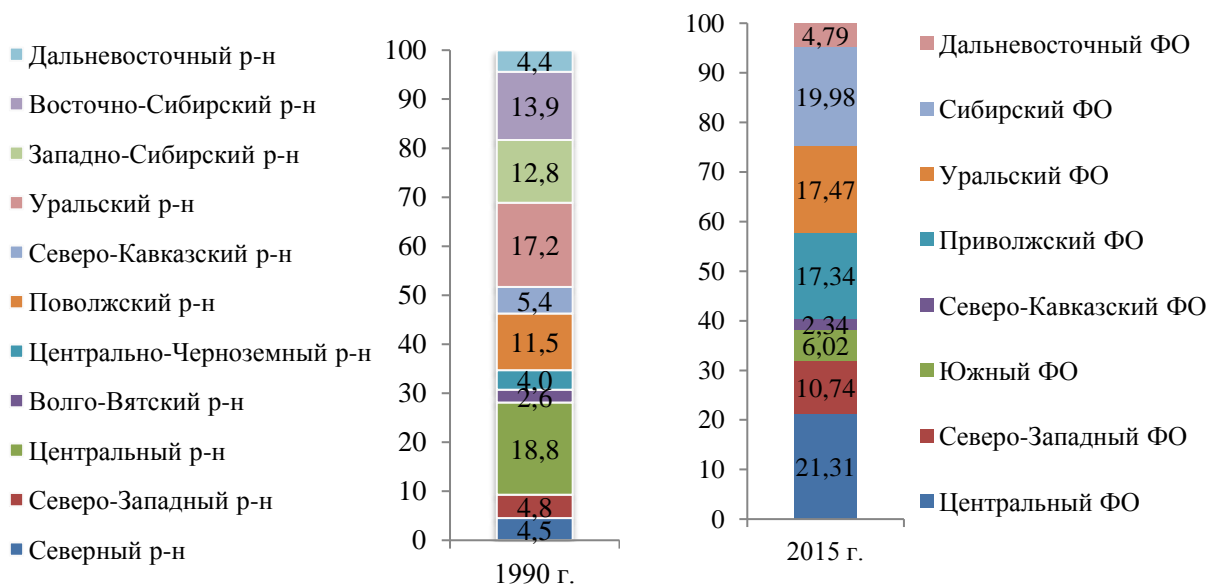 Дальневосточный р-н
Восточно-Сибирский р-н
Западно-Сибирский р-н
Уральский р-н
Северо-Кавказский р-н
Поволжский р-н
Центрально-Черноземный р-н
Волго-Вятский р-н
Центральный р-н
Северо-Западный р-н
Северный р-н
100
90
80
70
60
50
40
30
20
10
0
4,4
13,9
12,8
17,2
5,4
11,5
4,0
2,6
18,8
4,8
4,5
1990 г.
100
90
80
70
60
50
40
30
20
10
0
4,79
19,98
17,47
17,34
2,34
6,02
10,74
21,31
2015 г.
Дальневосточный ФО
Сибирский ФО
Уральский ФО
Приволжский ФО
Северо-Кавказский ФО
Южный ФО
Северо-Западный ФО
Центральный ФО